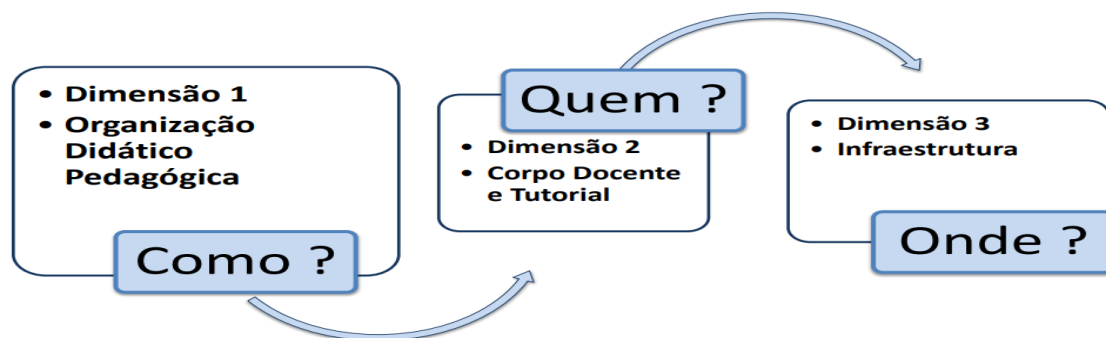 • Dimensão 1
• Organização
Didático
Pedagógica
Como ?
Quem ?
• Dimensão 2
• Corpo Docente
e Tutorial
• Dimensão 3
• Infraestrutura
Onde ?